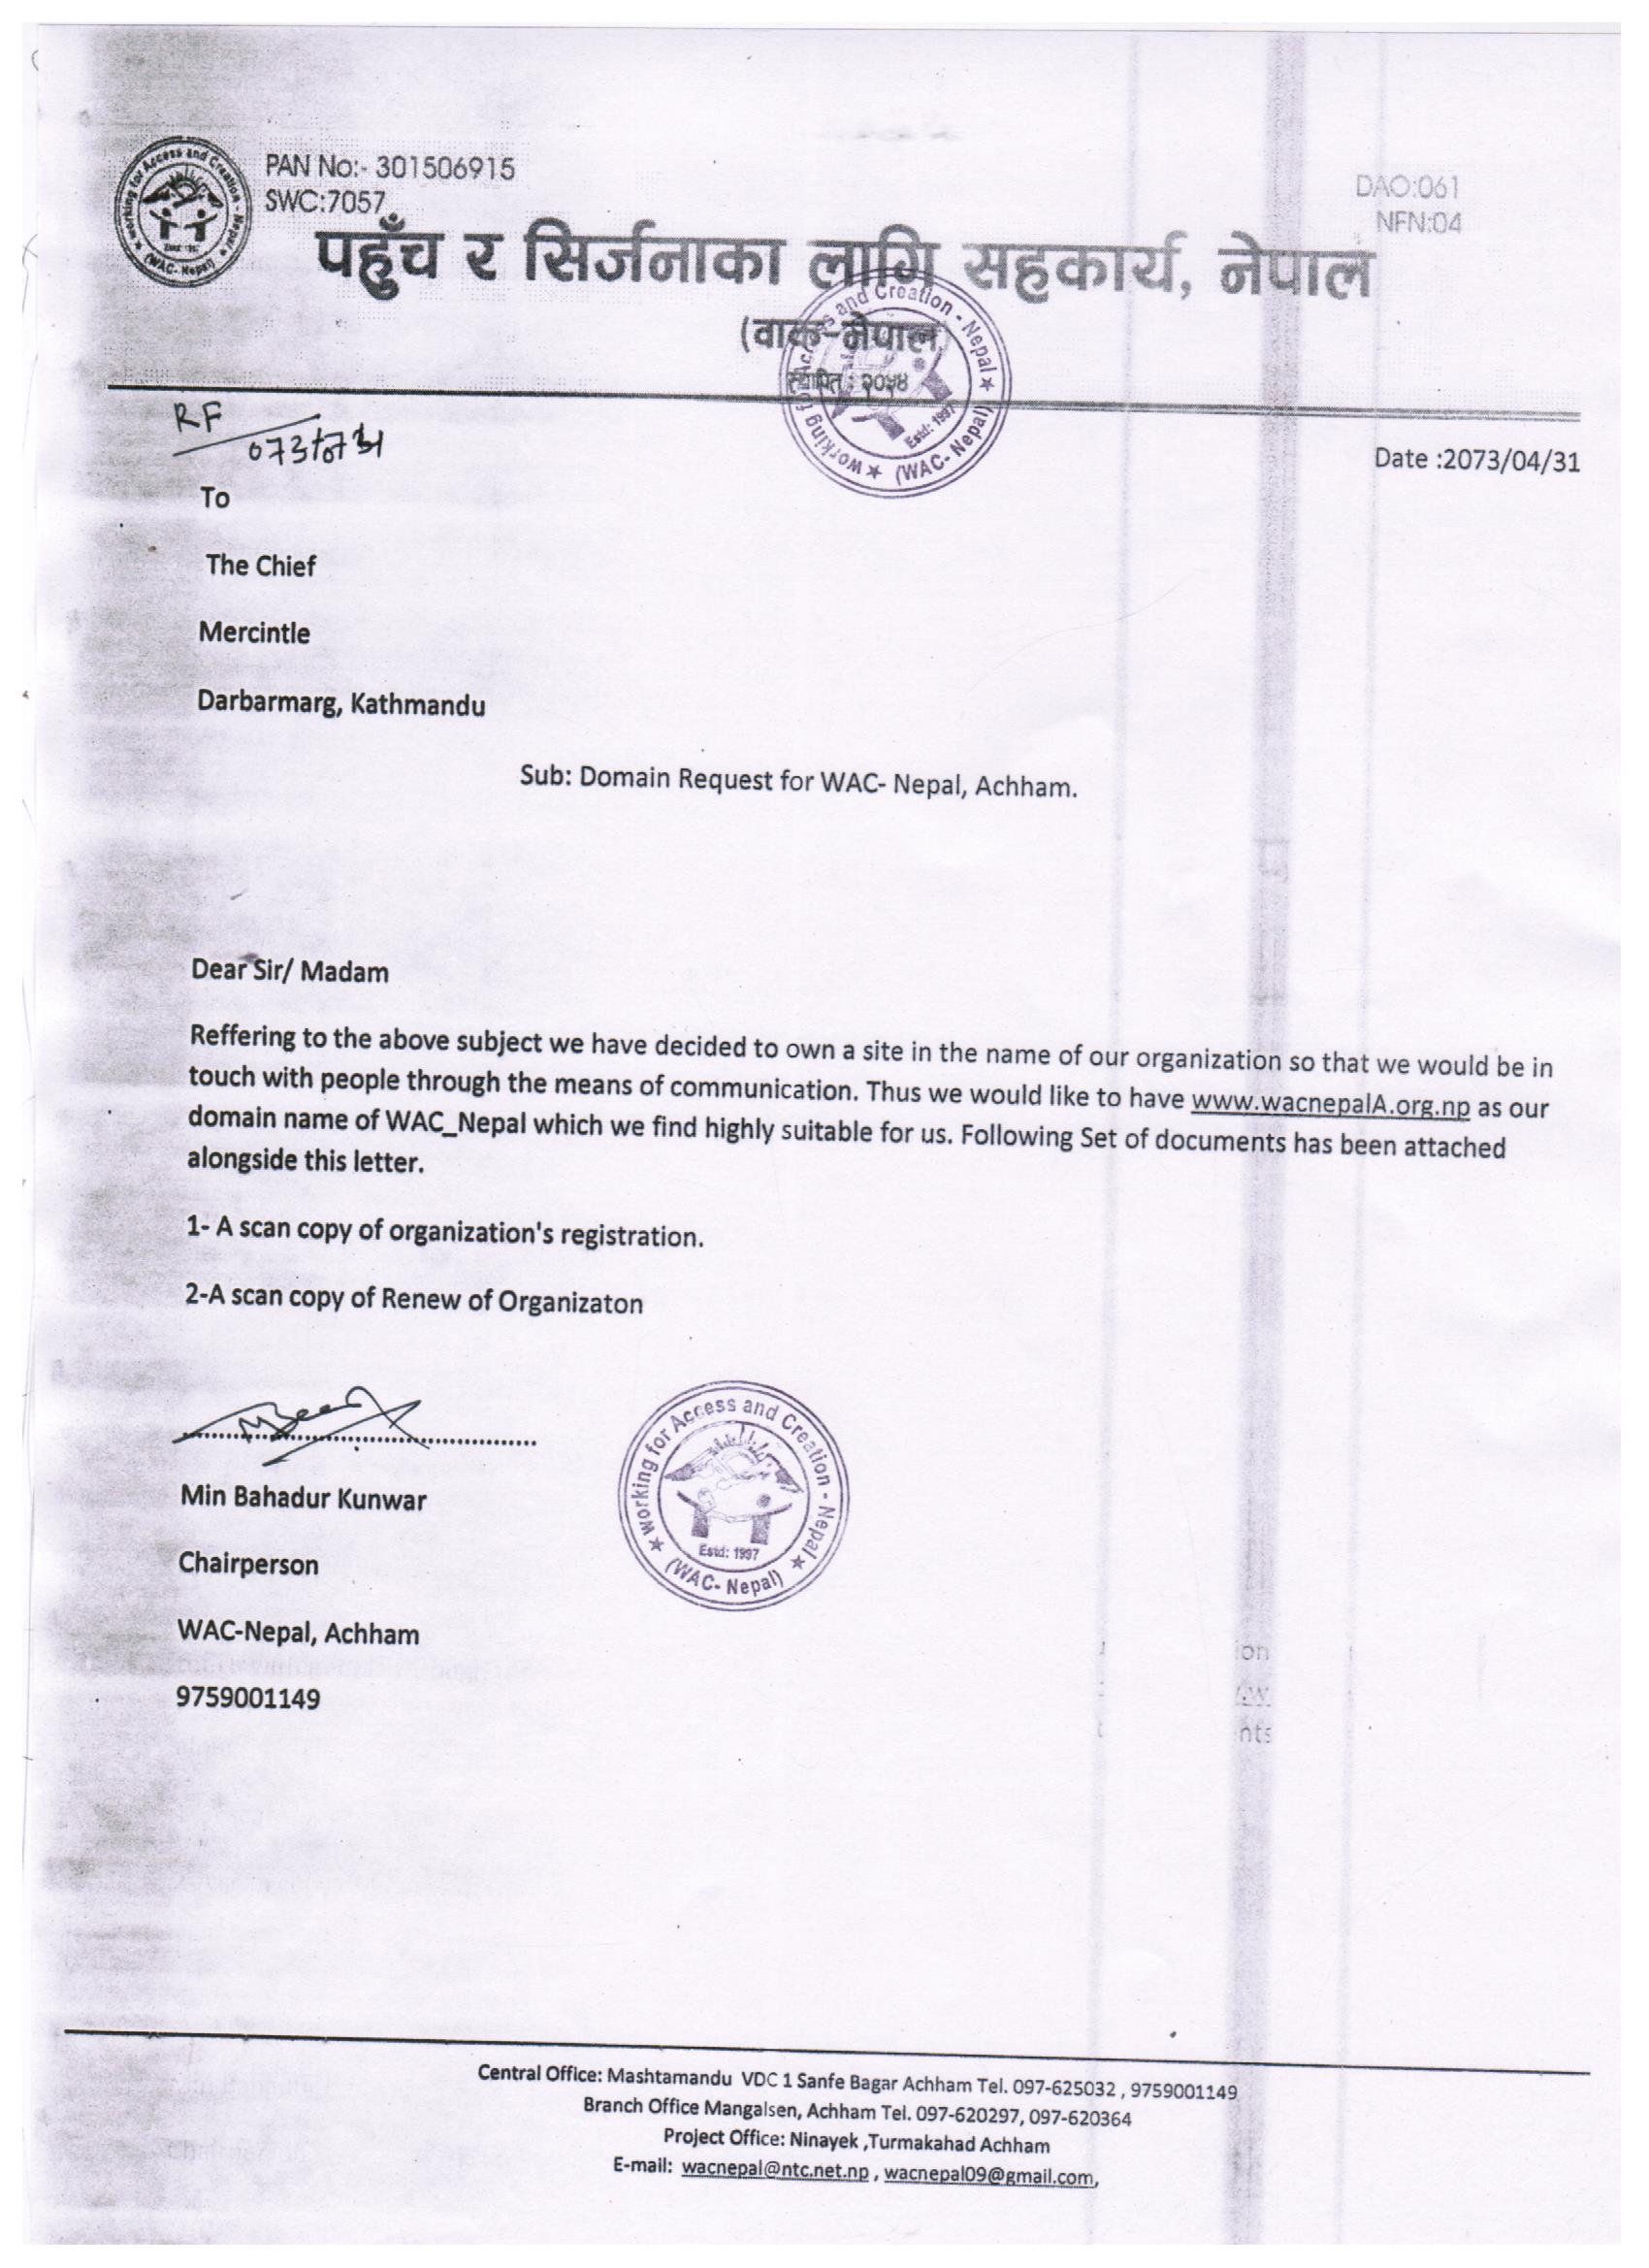 working for Access and Creation - Nepal
(WAC- Nepal)
PAN No:- 301506915
SWC:7057
DAO:061
NFN:04
पहुँच र सिर्जनाका लागि सहकार्य, नेपाल
(वाक-नेपाल)
स्थापित : २०५४
working for Access and Creation - Nepal
Estd: 1997
(WAC- Nepal)
RF
Date :2073/04/31
To
The Chief
Mercintle
Darbarmarg, Kathmandu
Sub: Domain Request for WAC- Nepal, Achham.
Dear Sir/ Madam
Reffering to the above subject we have decided to own a site in the name of our organization so that we would be in
touch with people through the means of communication. Thus we would like to have www.wacnepalA.org.np as our
domain name of WAC_Nepal which we find highly suitable for us. Following Set of documents has been attached
alongside this letter.
1- A scan copy of organization's registration.
2-A scan copy of Renew of Organizaton
working for Access and Creation - Nepal
Estd: 1997
(WAC- Nepal)
Min Bahadur Kunwar
Chairperson
WAC-Nepal, Achham
9759001149
Central Office: Mashtamandu VDC 1 Sanfe Bagar Achham Tel. 097-625032 , 9759001149
Branch Office Mangalsen, Achham Tel. 097-620297, 097-620364
Project Office: Ninayek ,Turmakahad Achham
E-mail: wacnepal@ntc.net.np , wacnepal09@gmail.com,